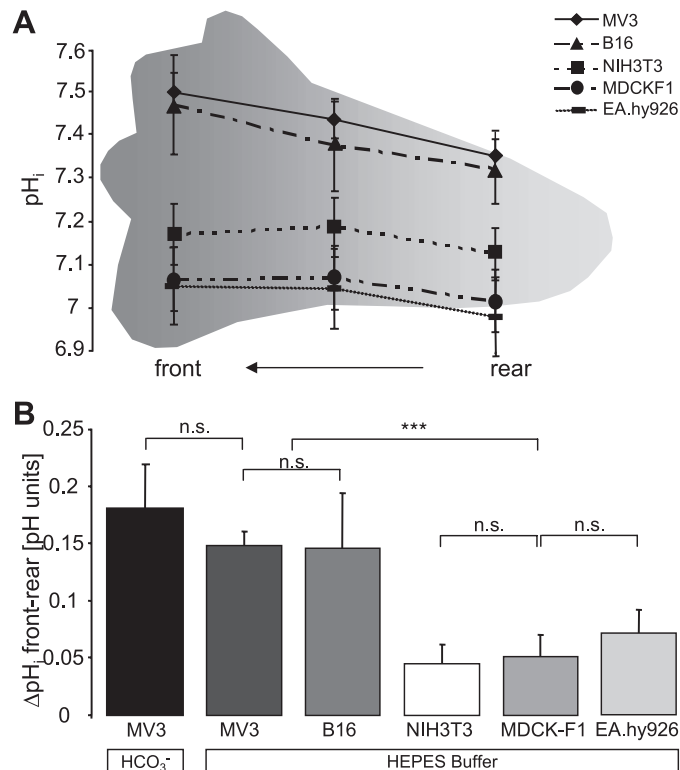 A
MV3
B16
NIH3T3
MDCKF1
EA.hy926
pHi
7.6
7.5
7.4
7.3
7.2
7.1
7
6.9
front
rear
B
ΔpHi front-rear [pH units]
0.25
0.2
0.15
0.1
0.05
0
n.s.
n.s.
***
n.s.
n.s.
MV3
MV3
B16
NIH3T3
MDCK-F1
EA.hy926
HCO3-
HEPES Buffer